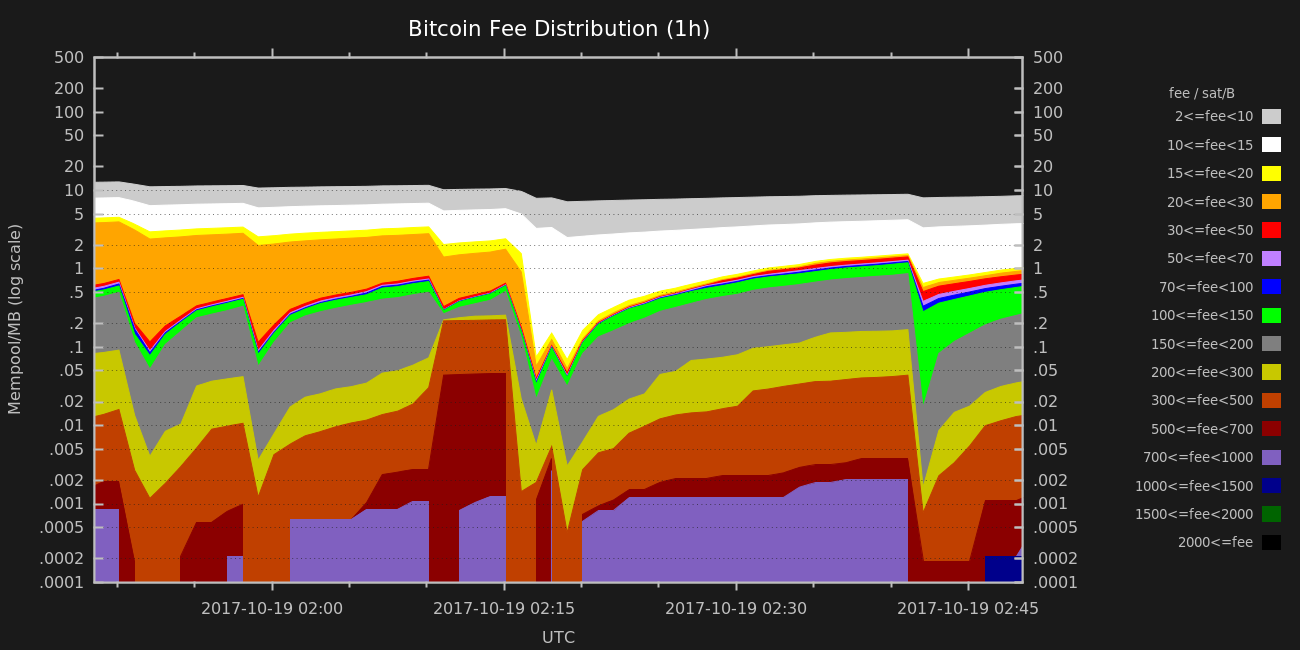 Bitcoin Fee Distribution (1h)
500 500
200 200
100 100
50 50
20 20
10 10
5 5
2 2
1 1
.5 .5
.2 .2
.1 .1
.05 .05
.02 .02
.01 .01
.005 .005
.002 .002
.001 .001
.0005 .0005
.0002 .0002
.0001 .0001
Mempool/MB (log scale)
2017-10-19 02:00 2017-10-19 02:15 2017-10-19 02:30 2017-10-19 02:45
UTC
fee / sat/B
2<=fee<10
10<=fee<15
15<=fee<20
20<=fee<30
30<=fee<50
50<=fee<70
70<=fee<100
100<=fee<150
150<=fee<200
200<=fee<300
300<=fee<500
500<=fee<700
700<=fee<1000
1000<=fee<1500
1500<=fee<2000
2000<=fee